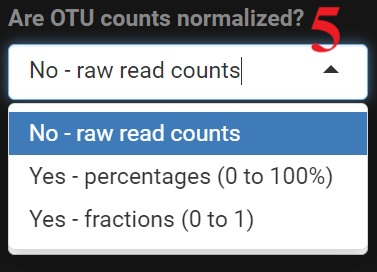 Are OTU counts normalized? 5
No - raw read counts
No - raw read counts
Yes - percentages (0 to 100%)
Yes - fractions (0 to 1)